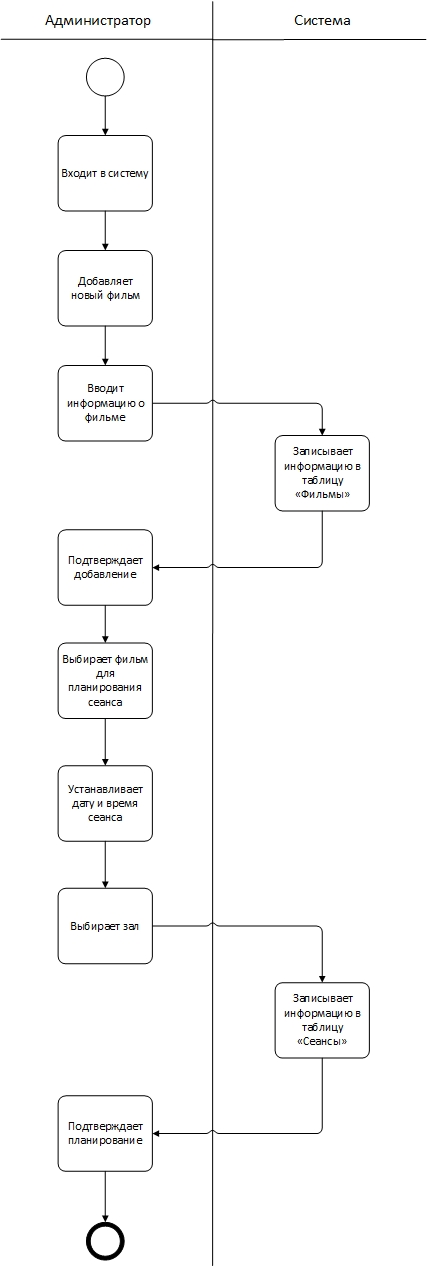 Администратор
Система
Входит в систему
Добавляет
новый фильм
Вводит
информацию о
фильме
Записывает
информацию в
таблицу
«Фильмы»
Подтверждает
добавление
Выбирает фильм
для
планирования
сеанса
Устанавливает
дату и время
сеанса
Выбирает зал
Записывает
информацию в
таблицу
«Сеансы»
Подтверждает
планирование